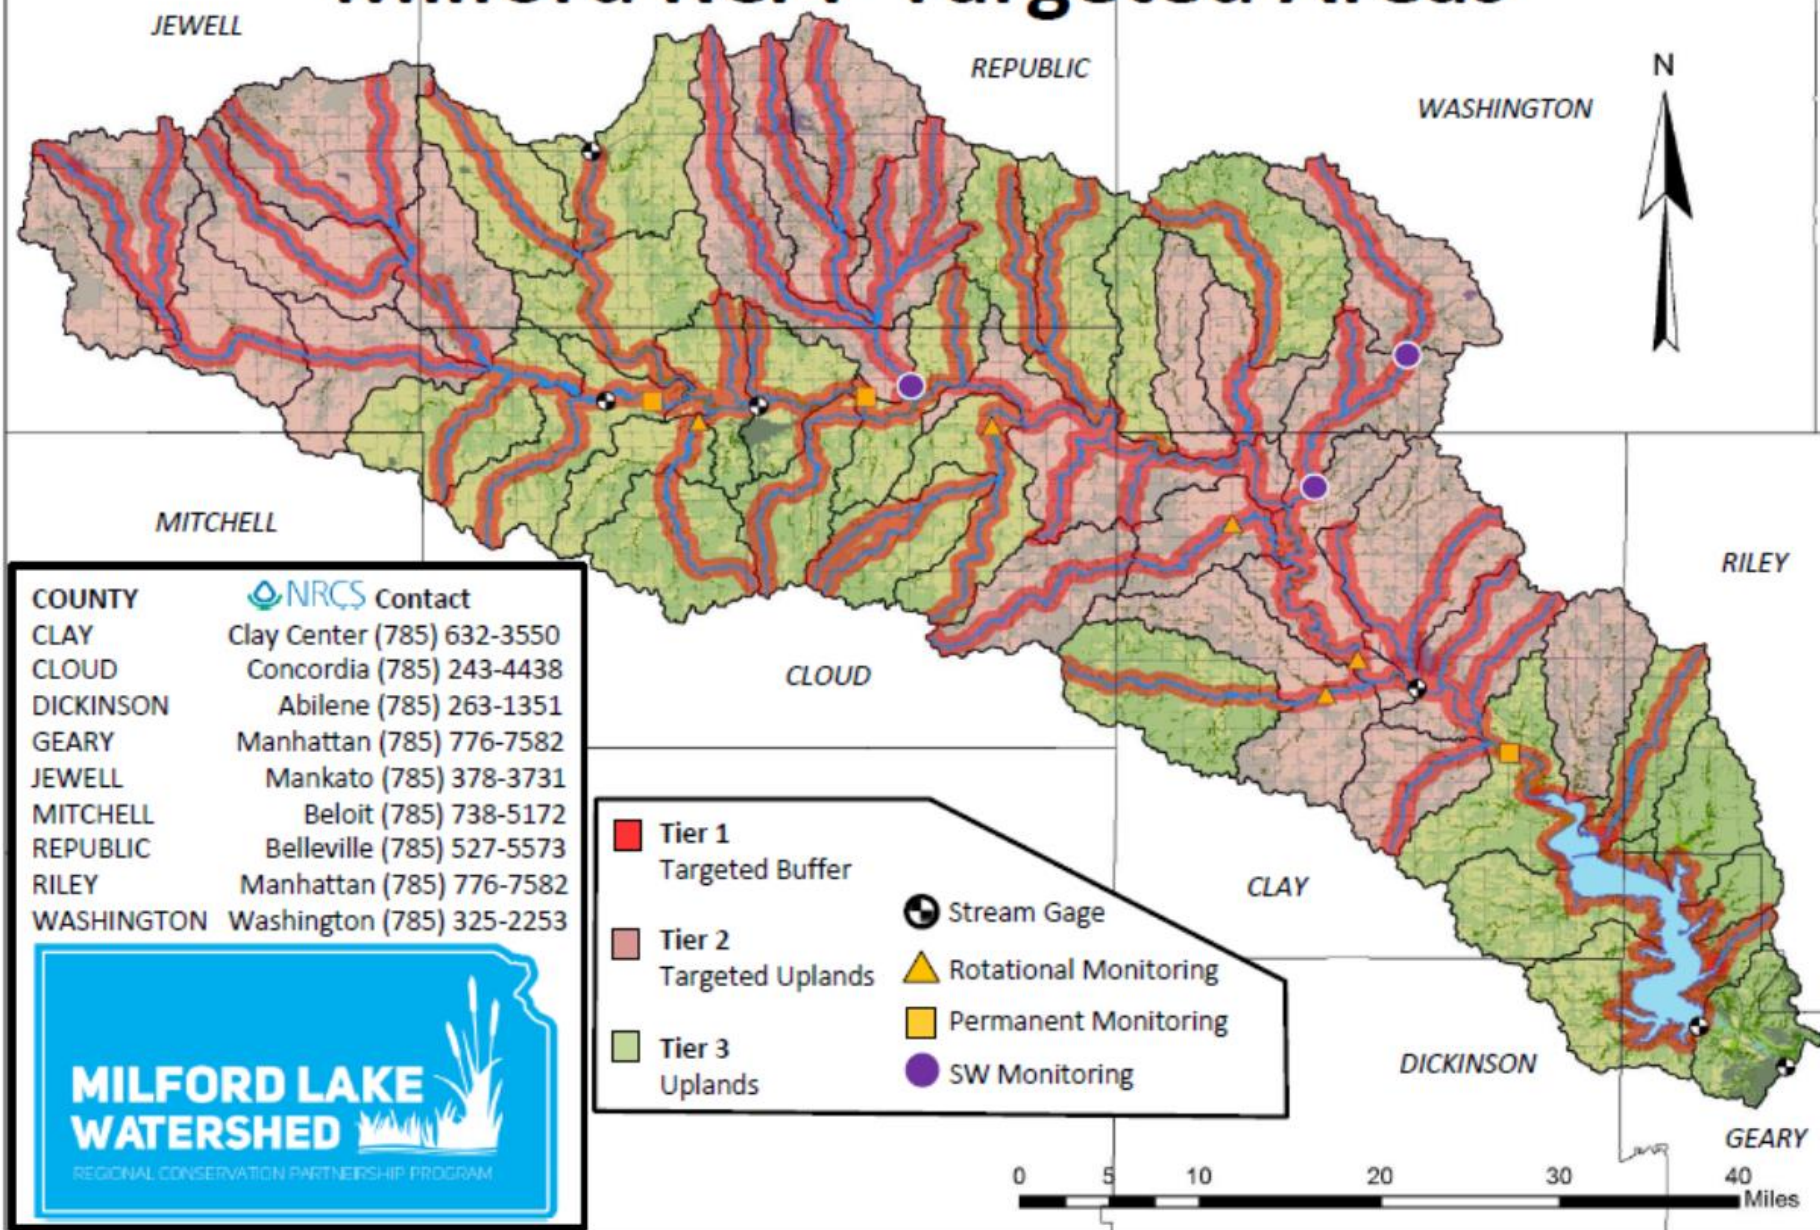 Milford RCPP Targeted Areas
JEWELL
REPUBLIC
WASHINGTON
N
MITCHELL
RILEY
CLOUD
CLAY
DICKINSON
GEARY
COUNTY NRCS Contact
CLAY Clay Center (785) 632-3550
CLOUD Concordia (785) 243-4438
DICKINSON Abilene (785) 263-1351
GEARY Manhattan (785) 776-7582
JEWELL Mankato (785) 378-3731
MITCHELL Beloit (785) 738-5172
REPUBLIC Belleville (785) 527-5573
RILEY Manhattan (785) 776-7582
WASHINGTON Washington (785) 325-2253
MILFORD LAKE
WATERSHED
REGIONAL CONSERVATION PARTNERSHIP PROGRAM
Tier 1
Targeted Buffer
Tier 2
Targeted Uplands
Tier 3
Uplands
Stream Gage
Rotational Monitoring
Permanent Monitoring
SW Monitoring
0 5 10 20 30 40
Miles